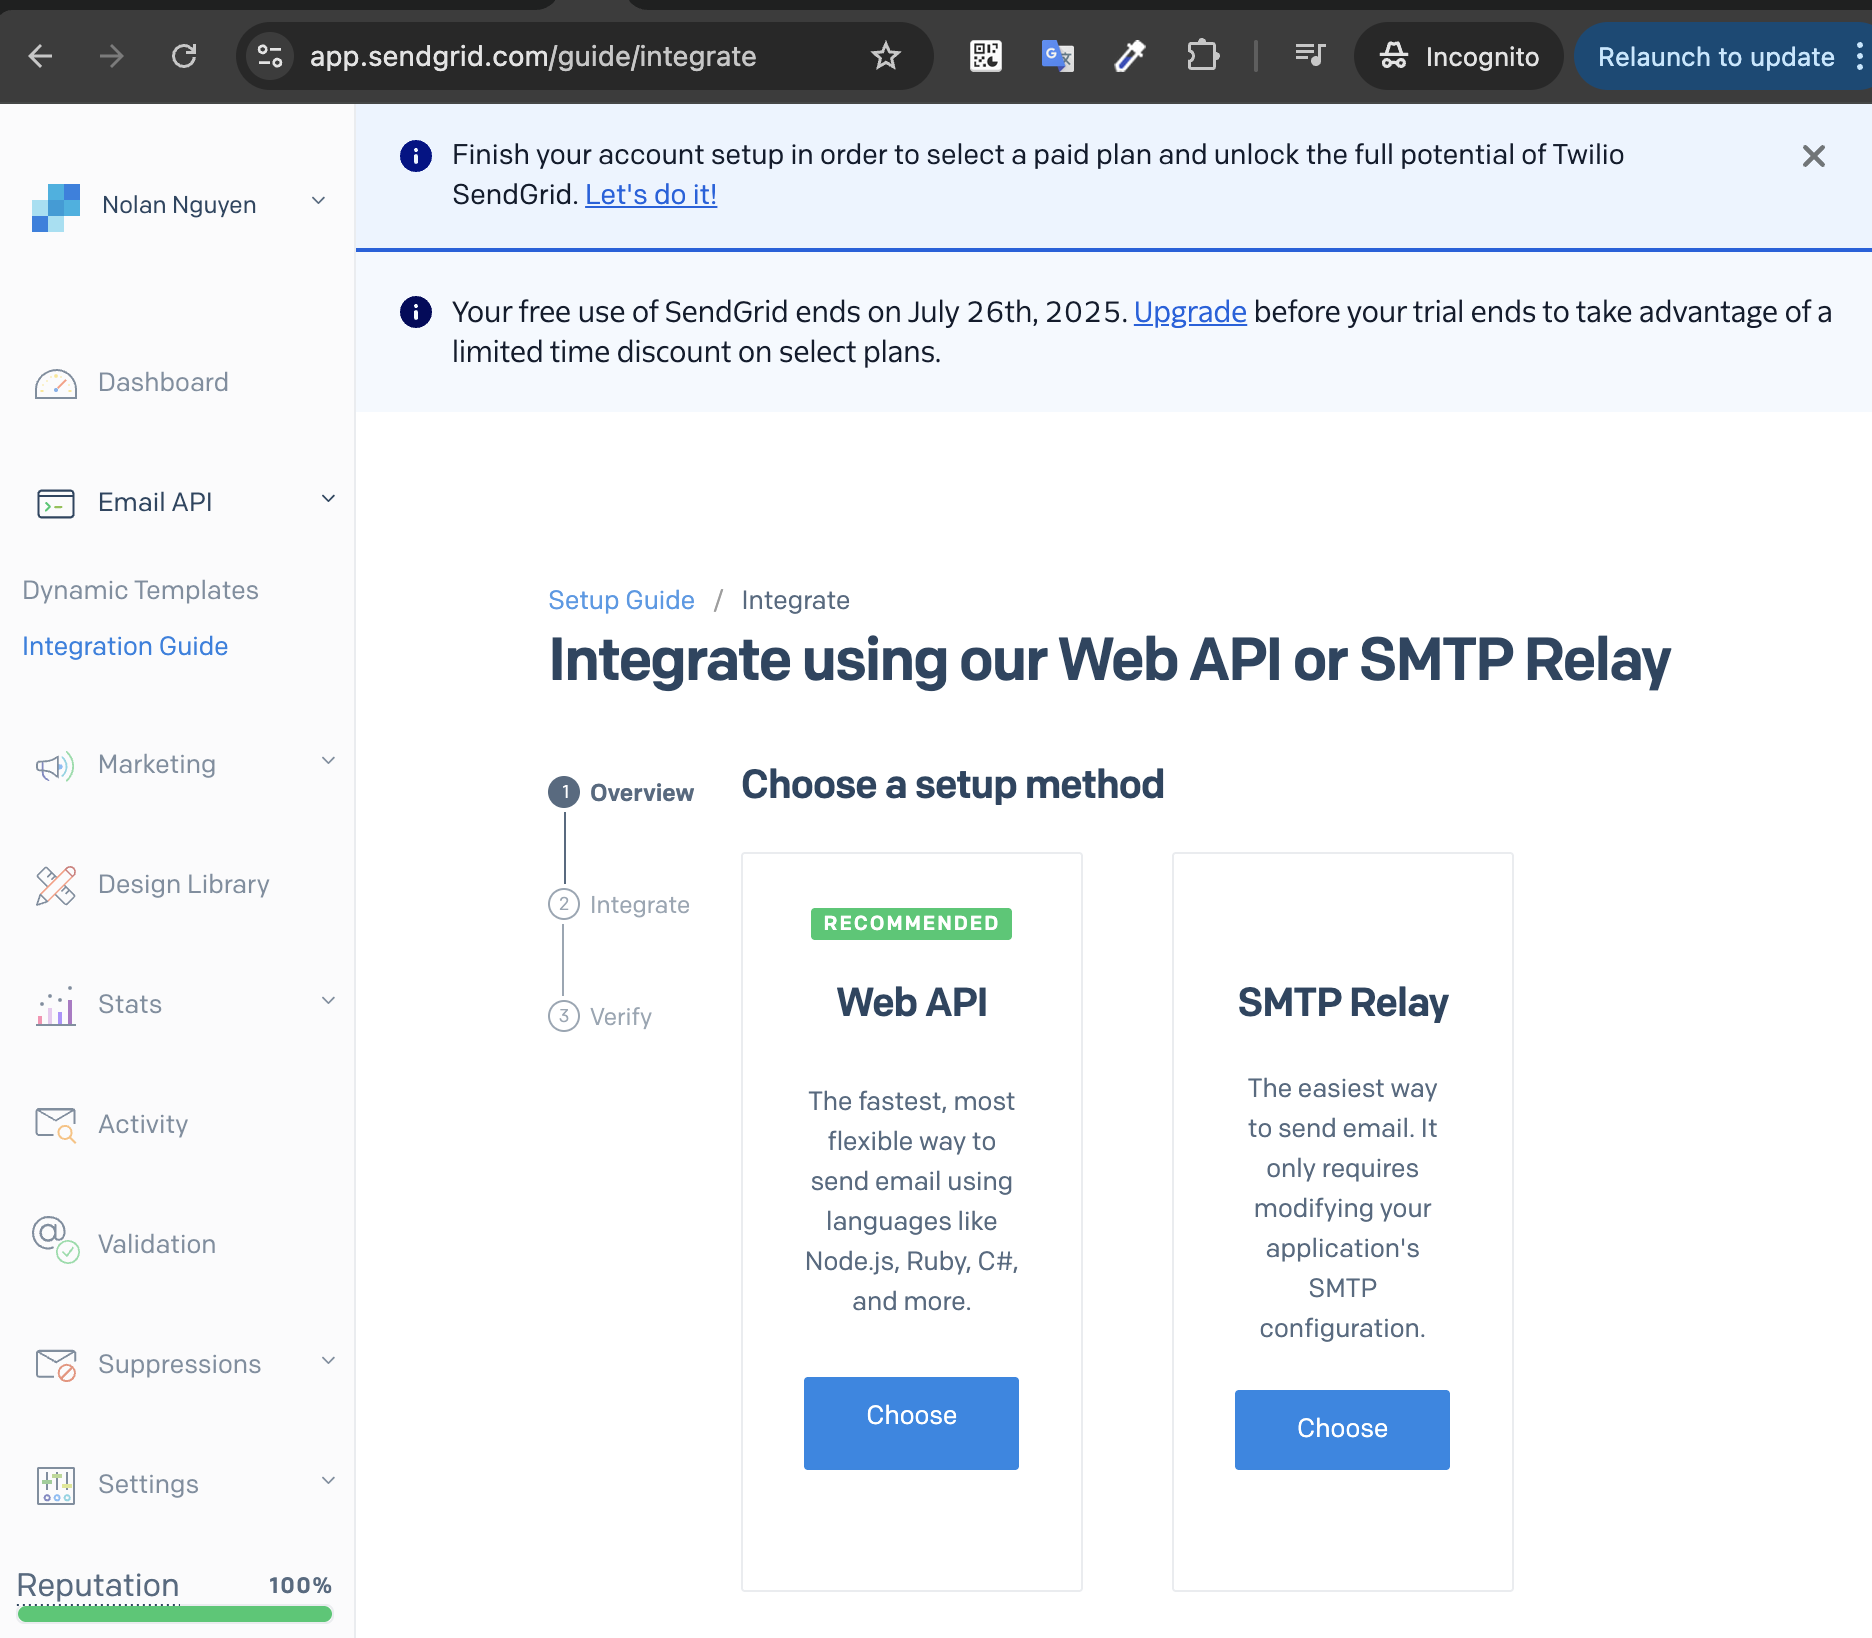 app.sendgrid.com/guide/integrate
Incognito
Relaunch to update
Nolan Nguyen
Dashboard
Email API
Dynamic Templates
Integration Guide
Marketing
Design Library
Stats
Activity
Validation
Suppressions
Settings
Reputation 100%
Finish your account setup in order to select a paid plan and unlock the full potential of Twilio
SendGrid. Let's do it!
Your free use of SendGrid ends on July 26th, 2025. Upgrade before your trial ends to take advantage of a
limited time discount on select plans.
Setup Guide / Integrate
Integrate using our Web API or SMTP Relay
1 Overview
2 Integrate
3 Verify
Choose a setup method
RECOMMENDED
Web API
The fastest, most
flexible way to
send email using
languages like
Node.js, Ruby, C#,
and more.
Choose
SMTP Relay
The easiest way
to send email. It
only requires
modifying your
application's
SMTP
configuration.
Choose